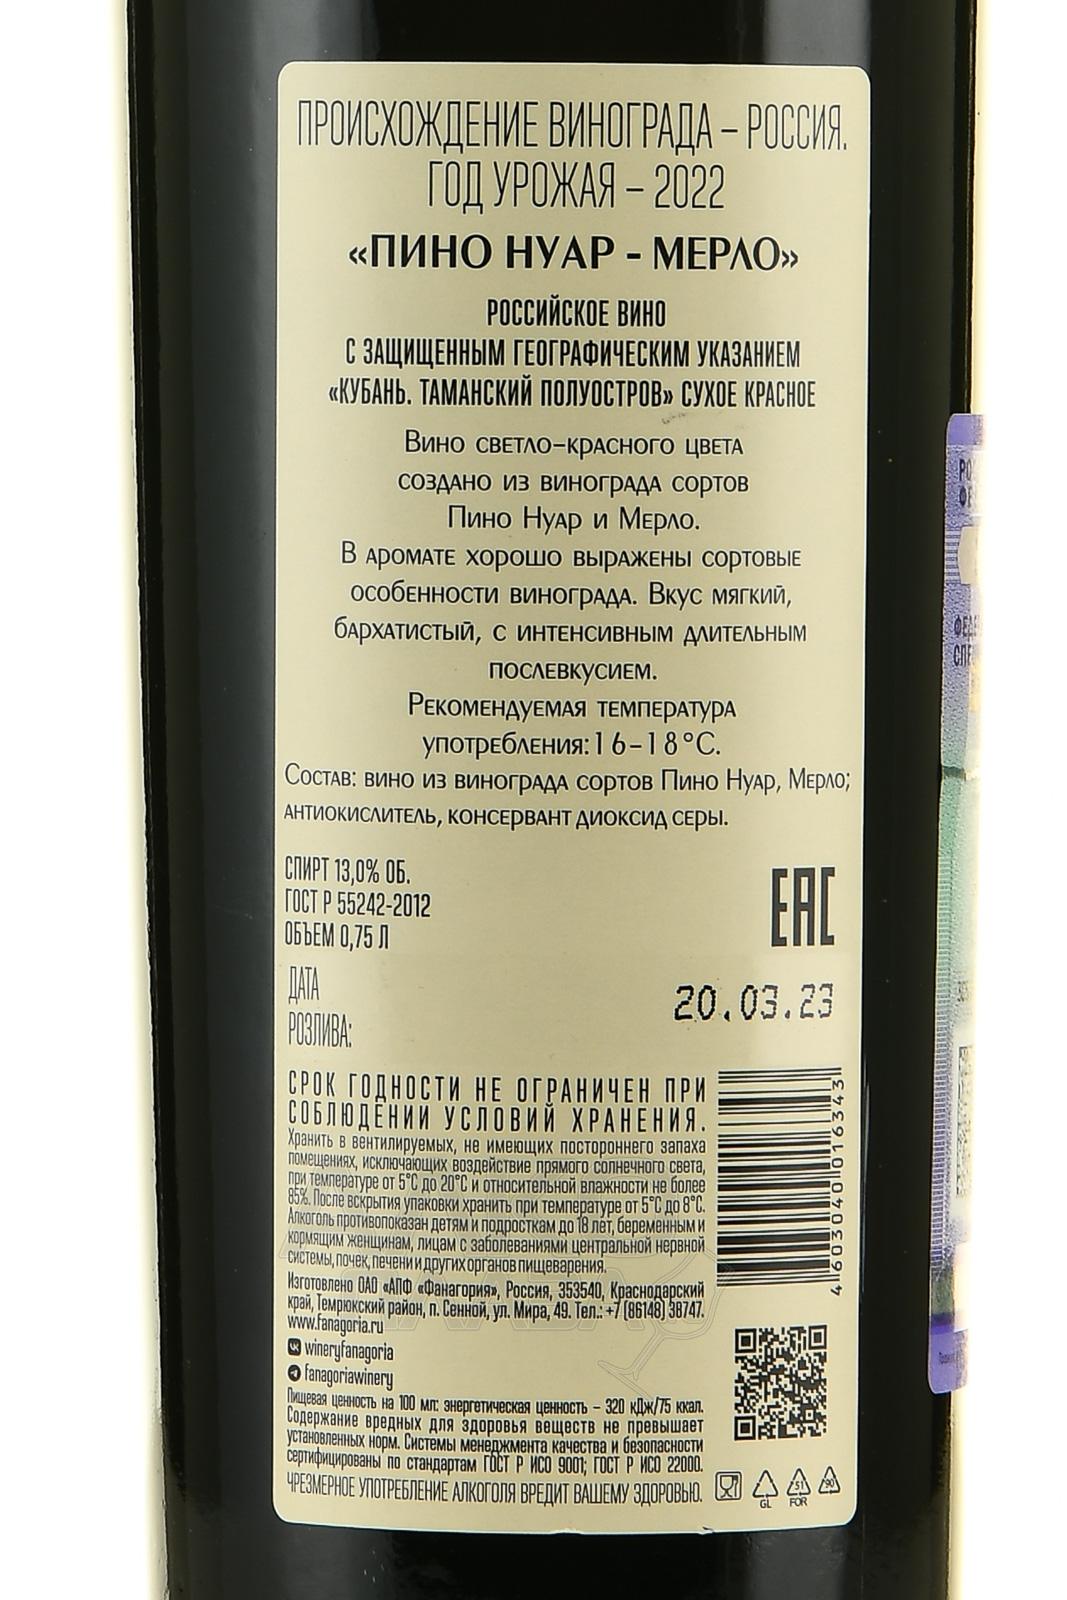 ПРОИСХОЖДЕНИЕ ВИНОГРАДА – РОССИЯ.
ГОД УРОЖАЯ – 2022
«ПИНО НУАР - МЕРЛО»
РОССИЙСКОЕ ВИНО
С ЗАЩИЩЕННЫМ ГЕОГРАФИЧЕСКИМ УКАЗАНИЕМ
«КУБАНЬ. ТАМАНСКИЙ ПОЛУОСТРОВ» СУХОЕ КРАСНОЕ
Вино светло-красного цвета
создано из винограда сортов
Пино Нуар и Мерло.
В аромате хорошо выражены сортовые
особенности винограда. Вкус мягкий,
бархатистый, с интенсивным длительным
послевкусием.
Рекомендуемая температура
употребления:16–18°С.
Состав: вино из винограда сортов Пино Нуар, Мерло;
антиокислитель, консервант диоксид серы.
СПИРТ 13,0% ОБ.
ГОСТ Р 55242-2012
ОБЪЕМ 0,75 Л
EAC
ДАТА
РОЗЛИВА:
20.03.23
СРОК ГОДНОСТИ НЕ ОГРАНИЧЕН ПРИ
СОБЛЮДЕНИИ УСЛОВИЙ ХРАНЕНИЯ.
Хранить в вентилируемых, не имеющих постороннего запаха
помещениях, исключающих воздействие прямого солнечного света,
при температуре от 5°С до 20°С и относительной влажности не более
85%. После вскрытия упаковки хранить при температуре от 5°С до 8°С.
Алкоголь противопоказан детям и подросткам до 18 лет, беременным и
кормящим женщинам, лицам с заболеваниями центральной нервной
системы, почек, печени и других органов пищеварения.
Изготовлено ОАО «АПФ «Фанагория», Россия, 353540, Краснодарский
край, Темрюкский район, п. Сенной, ул. Мира, 49. Тел.: +7 (86148) 38747.
www.fanagoria.ru
wineryfanagoria
fanagoriawinery
Пищевая ценность на 100 мл: энергетическая ценность – 320 кДж/75 ккал.
Содержание вредных для здоровья веществ не превышает
установленных норм. Системы менеджмента качества и безопасности
сертифицированы по стандартам ГОСТ Р ИСО 9001; ГОСТ Р ИСО 22000.
ЧРЕЗМЕРНОЕ УПОТРЕБЛЕНИЕ АЛКОГОЛЯ ВРЕДИТ ВАШЕМУ ЗДОРОВЬЮ.
4603040016343
GL
51
FOR
90